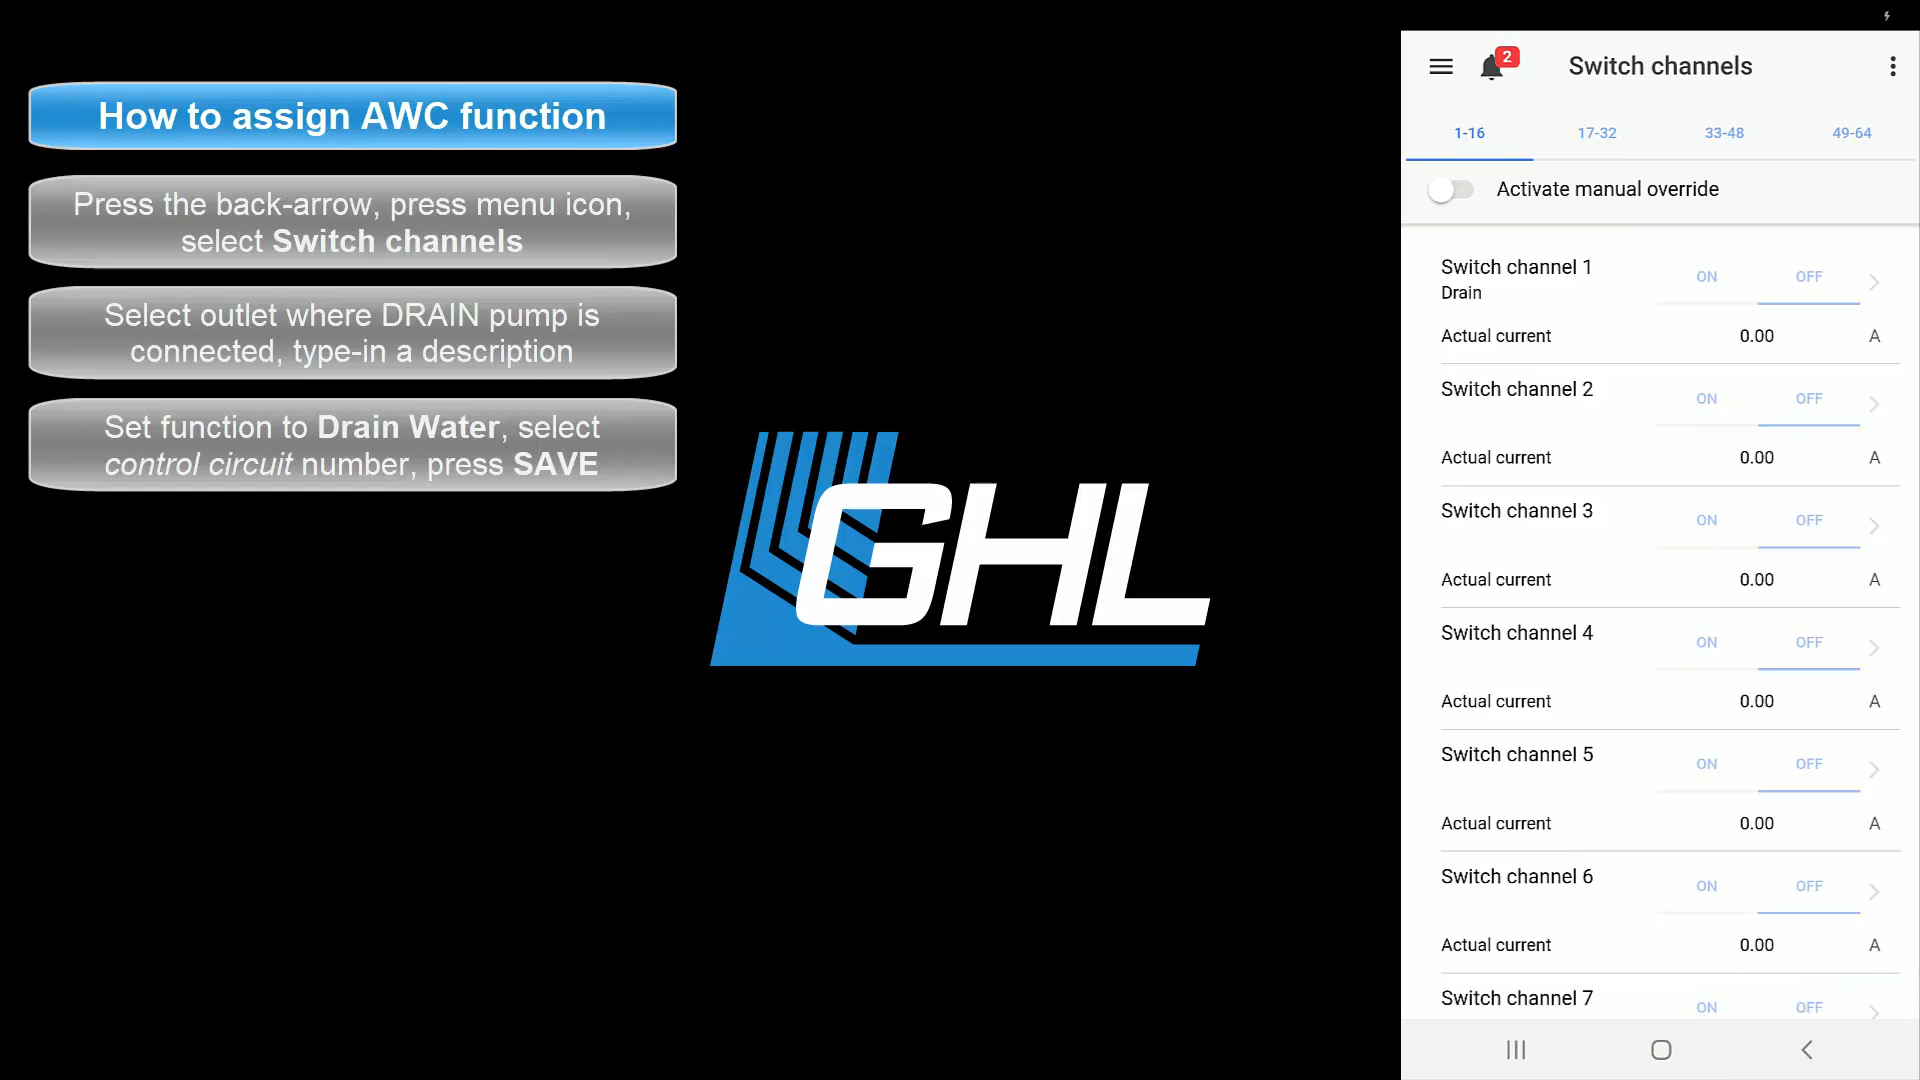 How to assign AWC function
Press the back-arrow, press menu icon,
select Switch channels
Select outlet where DRAIN pump is
connected, type-in a description
Set function to Drain Water, select
control circuit number, press SAVE
GHL
2
Switch channels
1-16 17-32 33-48 49-64
Activate manual override
Switch channel 1 ON OFF
Drain
Actual current 0.00 A
Switch channel 2 ON OFF
Actual current 0.00 A
Switch channel 3 ON OFF
Actual current 0.00 A
Switch channel 4 ON OFF
Actual current 0.00 A
Switch channel 5 ON OFF
Actual current 0.00 A
Switch channel 6 ON OFF
Actual current 0.00 A
Switch channel 7 ON OFF